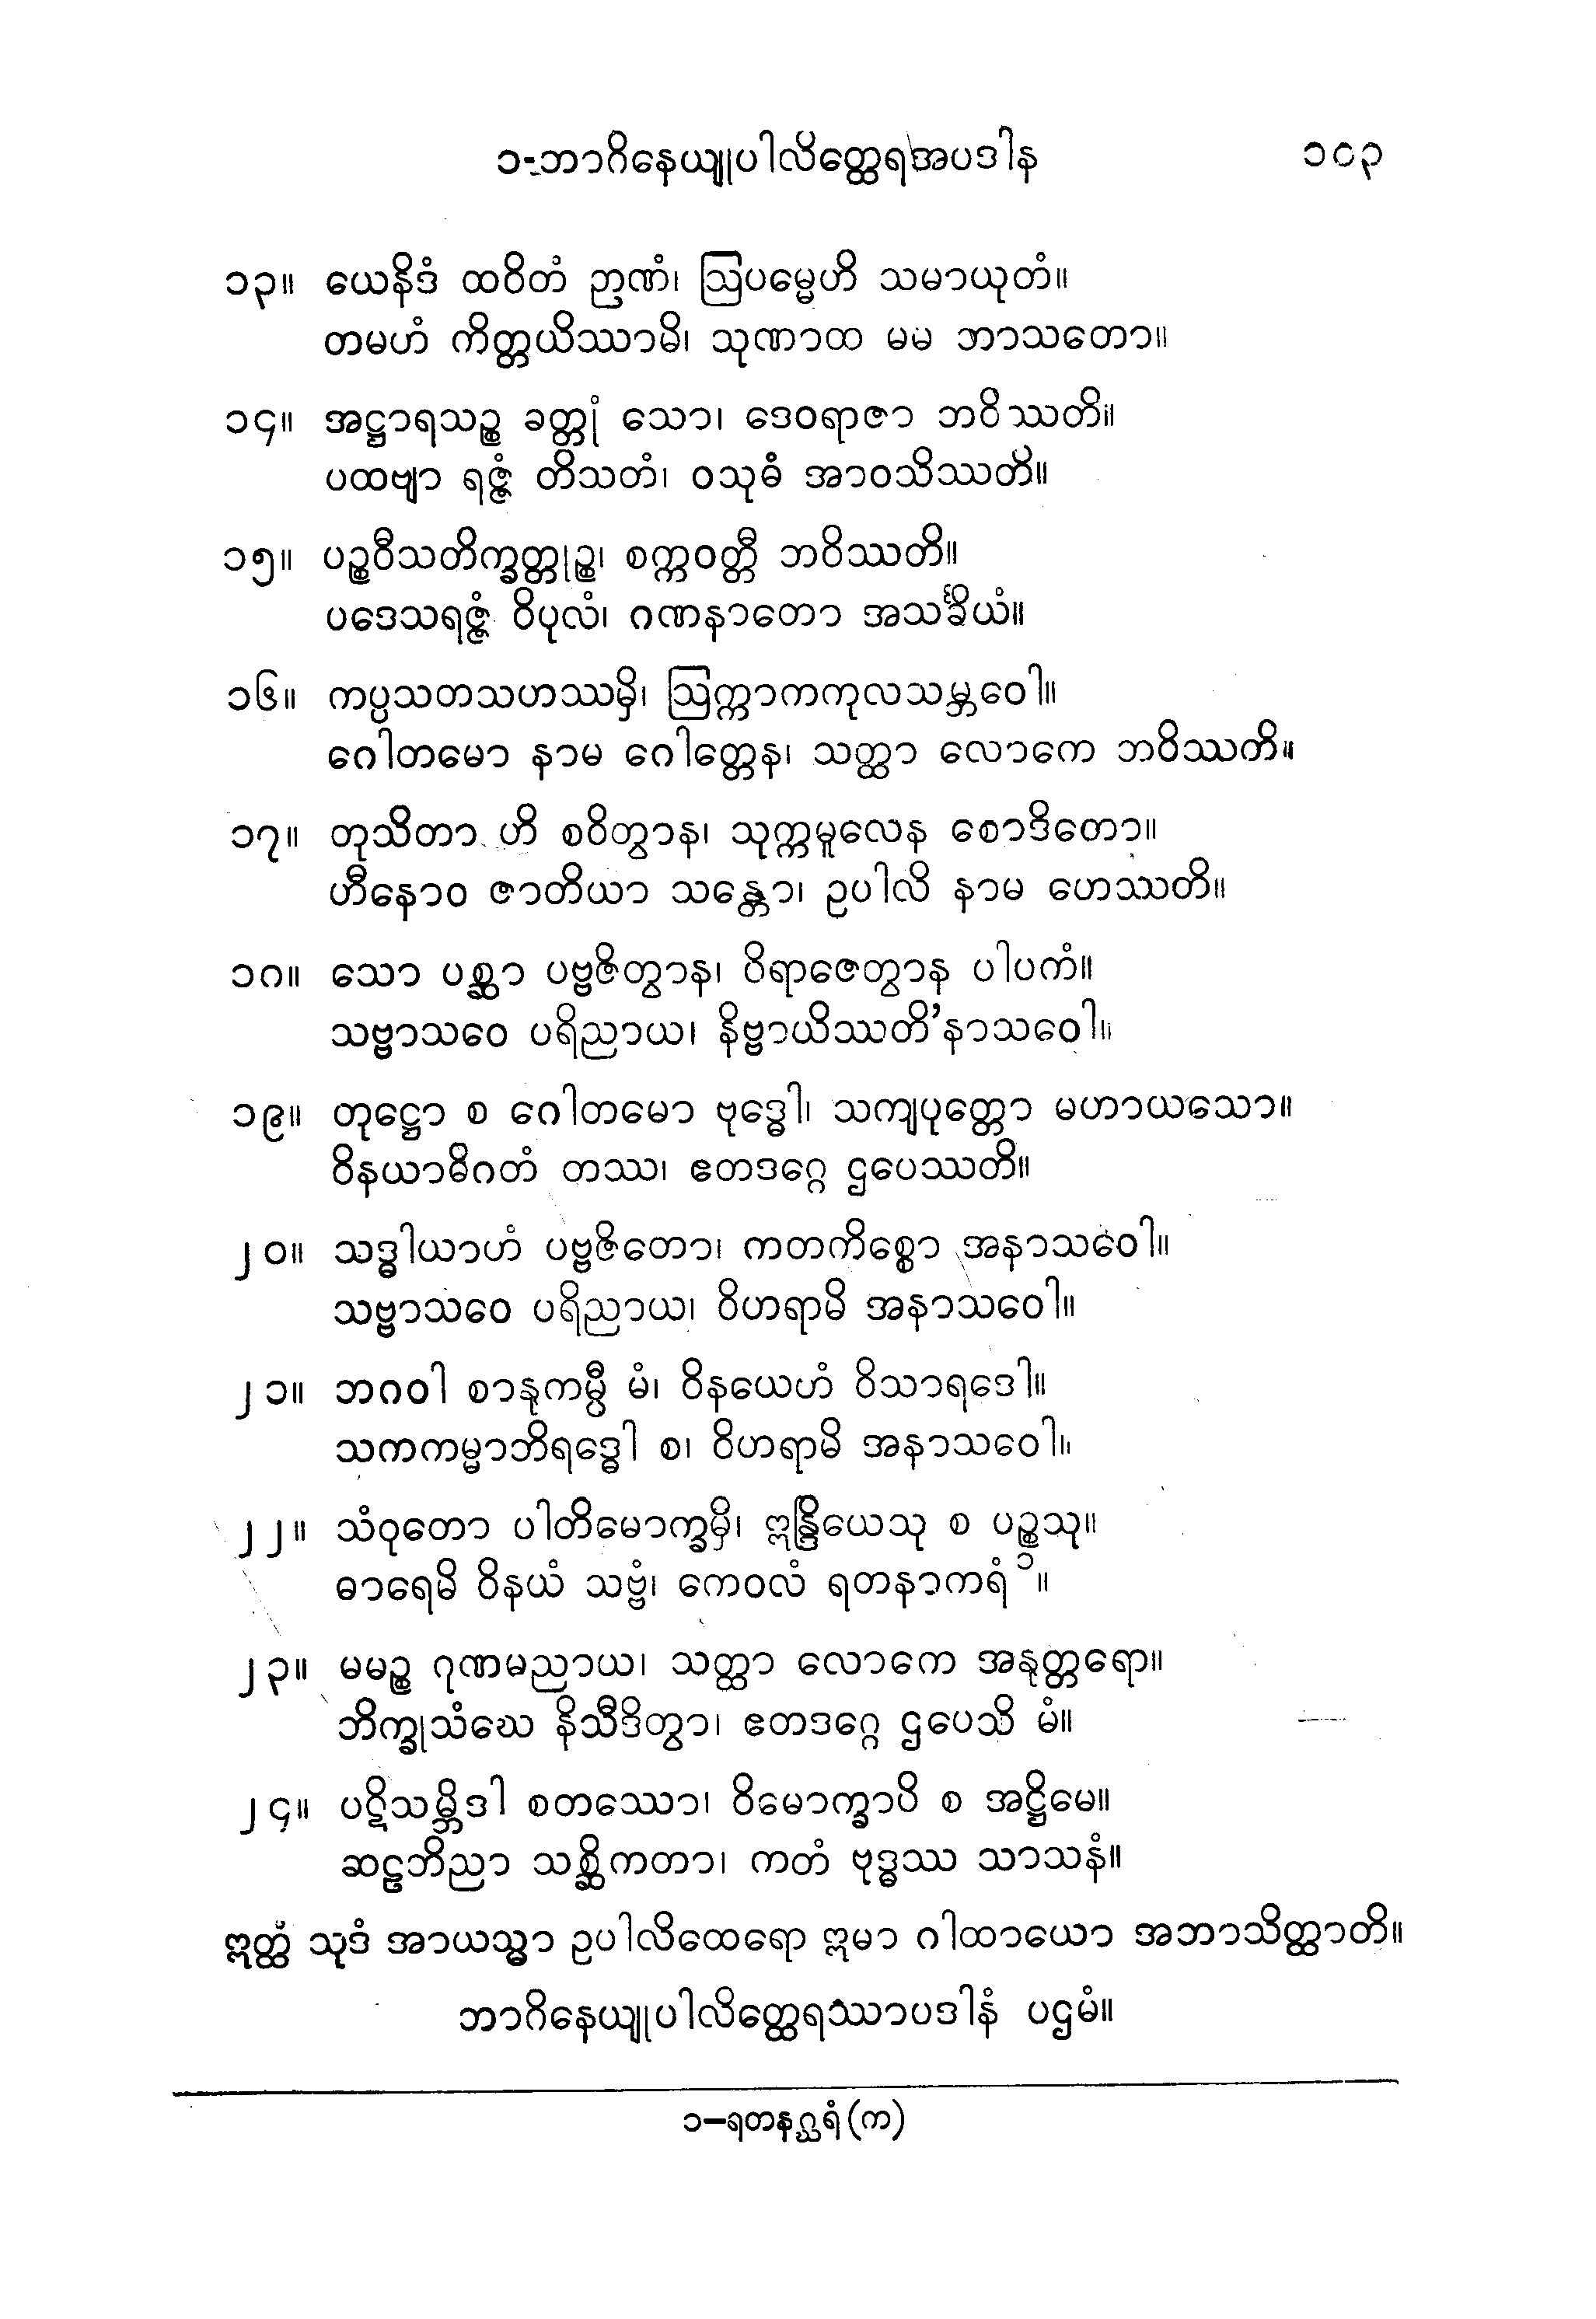 ၁-ဘာဂိနေယျုပါလိတ္ထေရအပဒါန ၁၀၃
၁၃။ ယေနိဒံ ထဝိတံ ဉာဏံ၊ ဩပမ္မေဟိ သမာယုတံ။
တမဟံ ကိတ္တယိဿာမိ၊ သုဏာထ မမ ဘာသတော။
၁၄။ အဋ္ဌာရသဉ္စ ခတ္တုံ သော၊ ဒေဝရာဇာ ဘဝိဿတိ။
ပထဗျာ ရဇ္ဇံ တိသတံ၊ ဝသုဓံ အာဝသိဿတိ။
၁၅။ ပဉ္စဝီသတိက္ခတ္တုဉ္စ၊ စက္ကဝတ္တီ ဘဝိဿတိ။
ပဒေသရဇ္ဇံ ဝိပုလံ၊ ဂဏနာတော အသင်္ခိယံ။
၁၆။ ကပ္ပသတသဟဿမှိ၊ ဩက္ကာကကုလသမ္ဘဝေါ။
ဂေါတမော နာမ ဂေါတ္တေန၊ သတ္ထာ လောကေ ဘဝိဿတိ။
၁၇။ တုသိတာ ဟိ စဝိတွာန၊ သုက္ကမူလေန စောဒိတော။
ဟီနောဝ ဇာတိယာ သန္တော၊ ဥပါလိ နာမ ဟေဿတိ။
၁၈။ သော ပစ္ဆာ ပဗ္ဗဇိတွာန၊ ဝိရာဇေတွာန ပါပကံ။
သဗ္ဗာသဝေ ပရိညာယ၊ နိဗ္ဗာယိဿတိ’နာသဝေါ။
၁၉။ တုဋ္ဌော စ ဂေါတမော ဗုဒ္ဓေါ၊ သကျပုတ္တော မဟာယသော။
ဝိနယာဓိဂတံ တဿ၊ ဧတဒဂ္ဂေ ဌပေဿတိ။
၂၀။ သဒ္ဓါယာဟံ ပဗ္ဗဇိတော၊ ကတကိစ္စော အနာသဝေါ။
သဗ္ဗာသဝေ ပရိညာယ၊ ဝိဟရာမိ အနာသဝေါ။
၂၁။ ဘဂဝါ စာနုကမ္ပီ မံ၊ ဝိနယေဟံ ဝိသာရဒေါ။
သကကမ္မာဘိရဒ္ဓေါ စ၊ ဝိဟရာမိ အနာသဝေါ။
၂၂။ သံဝုတော ပါတိမောက္ခမှိ၊ ဣန္ဒြိယေသု စ ပဉ္စသု။
ဓာရေမိ ဝိနယံ သဗ္ဗံ၊ ကေဝလံ ရတနာကရံ ၁။
၂၃။ မမဉ္စ ဂုဏမညာယ၊ သတ္ထာ လောကေ အနုတ္တရော။
ဘိက္ခုသံဃေ နိသီဒိတွာ၊ ဧတဒဂ္ဂေ ဌပေသိ မံ။
၂၄။ ပဋိသမ္ဘိဒါ စတဿော၊ ဝိမောက္ခာပိ စ အဋ္ဌိမေ။
ဆဠဘိညာ သစ္ဆိကတာ၊ ကတံ ဗုဒ္ဓဿ သာသနံ။
ဣတ္ထံ သုဒံ အာယသ္မာ ဥပါလိထေရော ဣမာ ဂါထာယော အဘာသိတ္ထာတိ။
ဘာဂိနေယျုပါလိတ္ထေရဿာပဒါနံ ပဌမံ။
၁–ရတနဂ္ဃရံ (က)